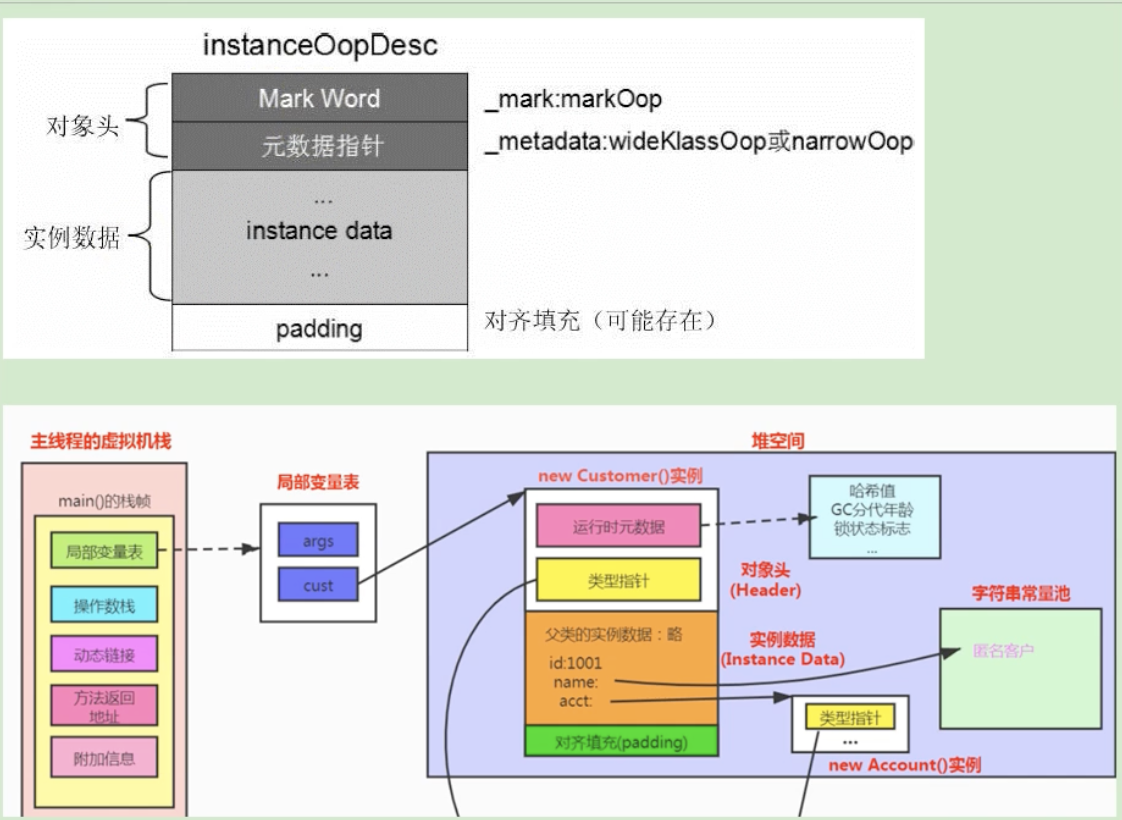 instanceOopDesc
对象头
Mark Word
_mark:markOop
元数据指针
_metadata:wideKlassOop或narrowOop
实例数据
...
instance data
...
padding
对齐填充（可能存在）
主线程的虚拟机栈
main()的栈帧
局部变量表
操作数栈
动态链接
方法返回
地址
附加信息
局部变量表
args
cust
堆空间
new Customer()实例
运行时元数据
类型指针
哈希值
GC分代年龄
锁状态标志
...
对象头
(Header)
父类的实例数据：略
id:1001
name:
acct:
对齐填充(padding)
实例数据
(Instance Data)
字符串常量池
匿名客户
类型指针
...
new Account()实例